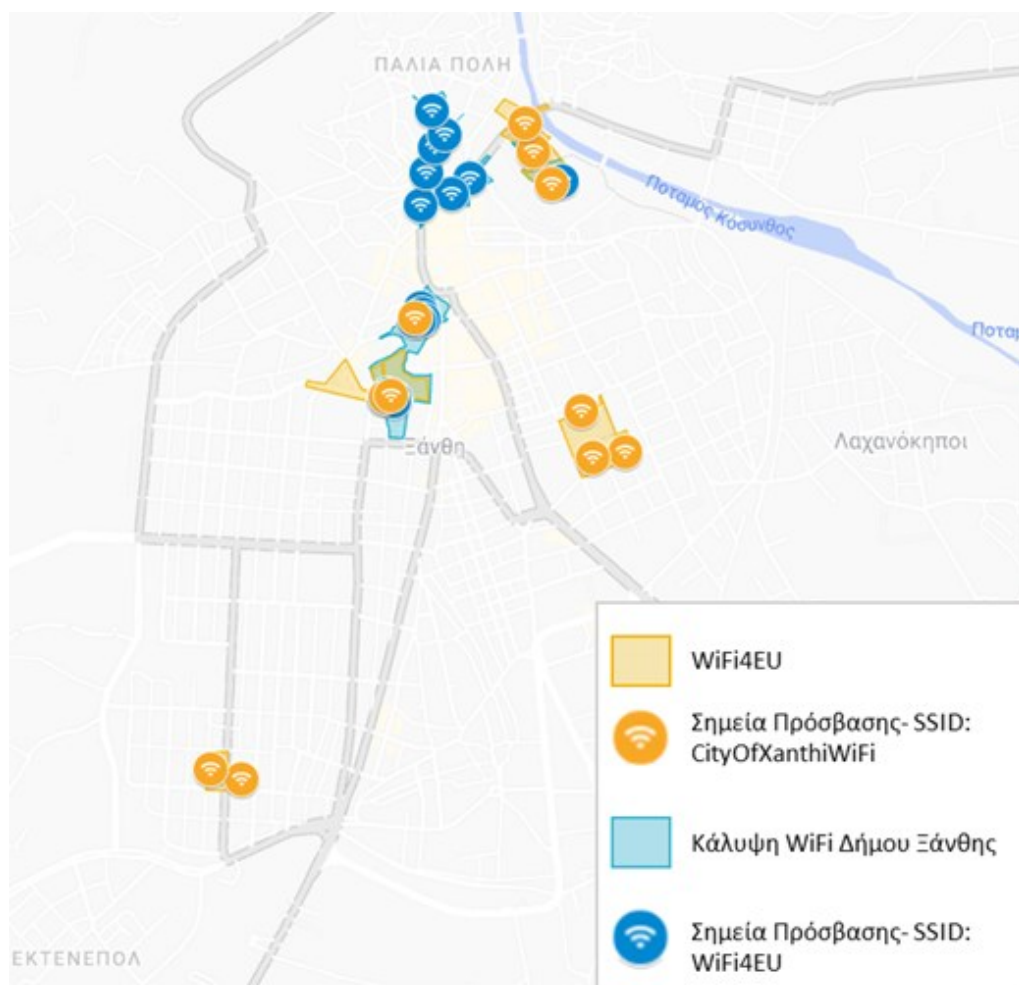 ΠΑΛΙΑ ΠΟΛΗ
Ποταμος Κόσυνθος
Ποταμ
Λαχανόκηποι
Ξάνθη
WiFi4EU
Σημεία Πρόσβασης- SSID:
CityOfXanthiWiFi
Κάλυψη WiFi Δήμου Ξάνθης
Σημεία Πρόσβασης- SSID:
WiFi4EU
ΕΚΤΕΝΕΠΟΛ